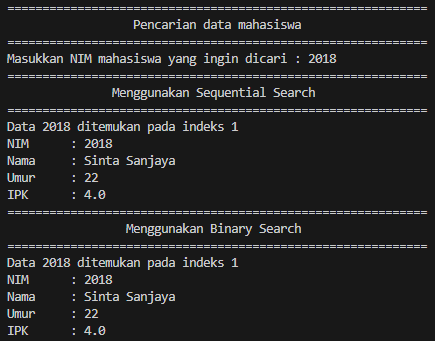 ============================================================
Pencarian data mahasiswa
============================================================
Masukkan NIM mahasiswa yang ingin dicari : 2018
============================================================
Menggunakan Sequential Search
============================================================
Data 2018 ditemukan pada indeks 1
NIM      : 2018
Nama     : Sinta Sanjaya
Umur     : 22
IPK      : 4.0
============================================================
Menggunakan Binary Search
============================================================
Data 2018 ditemukan pada indeks 1
NIM      : 2018
Nama     : Sinta Sanjaya
Umur     : 22
IPK      : 4.0